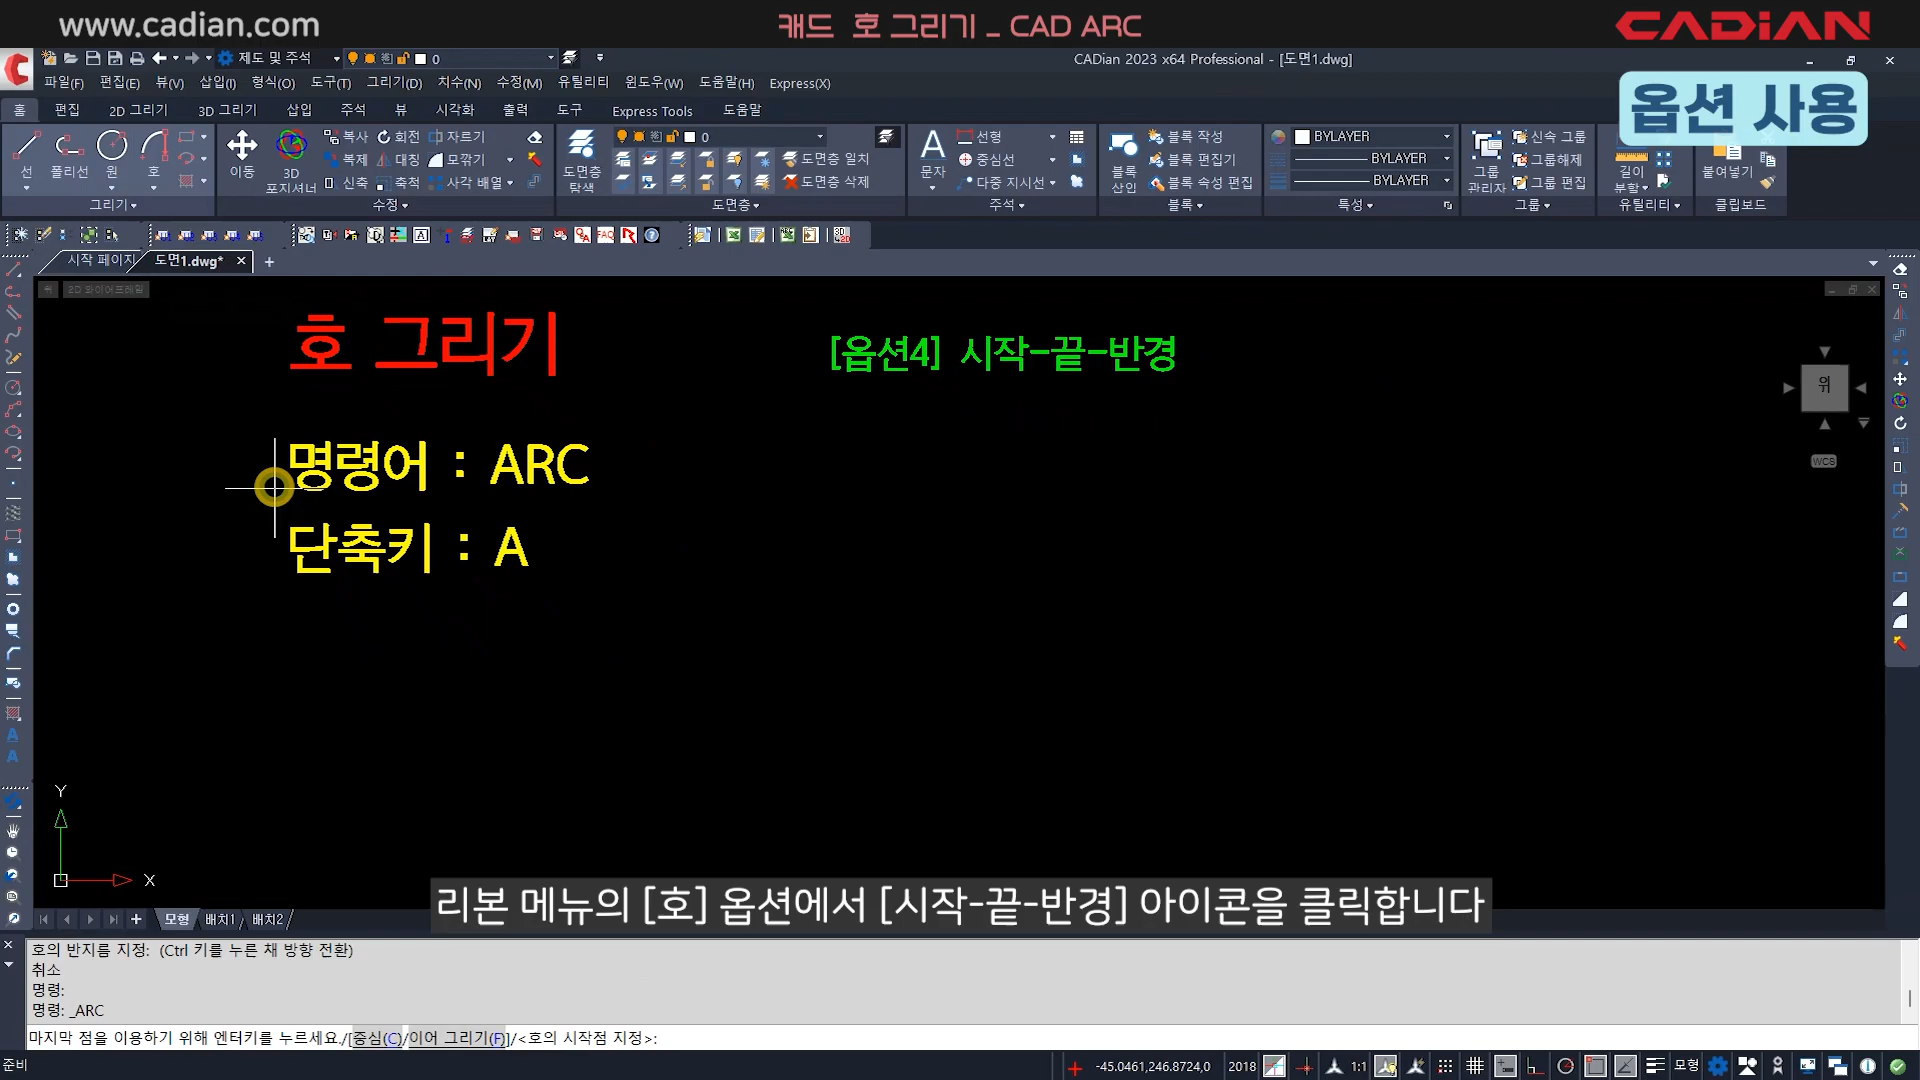 www.cadian.com
캐드 호 그리기 _ CAD ARC
CADiAN
제도 및 주석
0
CADian 2023 x64 Professional - [도면1.dwg]
파일(F) 편집(E) 뷰(V) 삽입(I) 형식(O) 도구(T) 그리기(D) 치수(N) 수정(M) 유틸리티 윈도우(W) 도움말(H) Express(X)
옵션 사용
홈 편집 2D 그리기 3D 그리기 삽입 주석 뷰 시각화 출력 도구 Express Tools 도움말
선 폴리선 원 호
그리기
이동
3D 포지셔너
복사 회전 자르기
복제 대칭 모깎기
신축 축척 사각 배열
수정
도면층 탐색
0
도면층 일치
도면층 삭제
도면층
문자
선형
중심선
다중 지시선
주석
블록 삽입
블록 작성
블록 편집기
블록 속성 편집
블록
BYLAYER
BYLAYER
BYLAYER
특성
그룹 관리자
신속 그룹
그룹해제
그룹 편집
그룹
길이 부합
유틸리티
붙여넣기
클립보드
시작 페이지 도면1.dwg*
2D 와이어프레임
호 그리기
[옵션4] 시작-끝-반경
위
명령어 : ARC
WCS
단축키 : A
Y
X
리본 메뉴의 [호] 옵션에서 [시작-끝-반경] 아이콘을 클릭합니다
모형 배치1 배치2
호의 반지름 지정: (Ctrl 키를 누른 채 방향 전환)
취소
명령:
명령: _ARC
마지막 점을 이용하기 위해 엔터키를 누르세요./[중심(C)/이어 그리기(F)]/<호의 시작점 지정>:
준비
-45.0461,246.8724,0 2018 1:1 모형